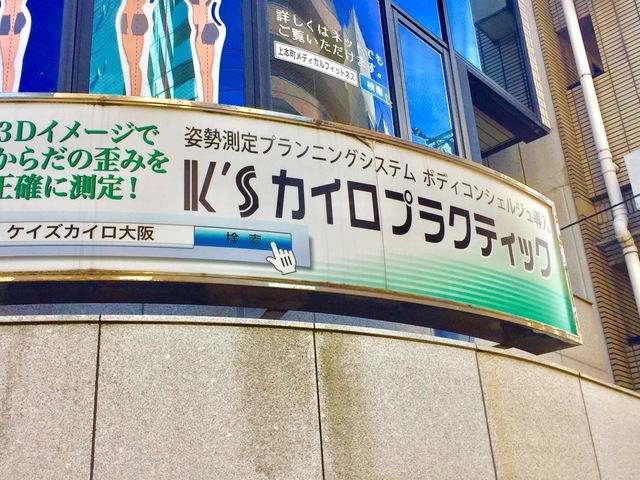 詳しくはネットでも
ご覧いただけます。
上本町メディカルフィットネス
検索
3Dイメージで
からだの歪みを
正確に測定!
姿勢測定プランニングシステム ボディコンシェルジュ導入
K'sカイロプラクティック
ケイズカイロ大阪
検索